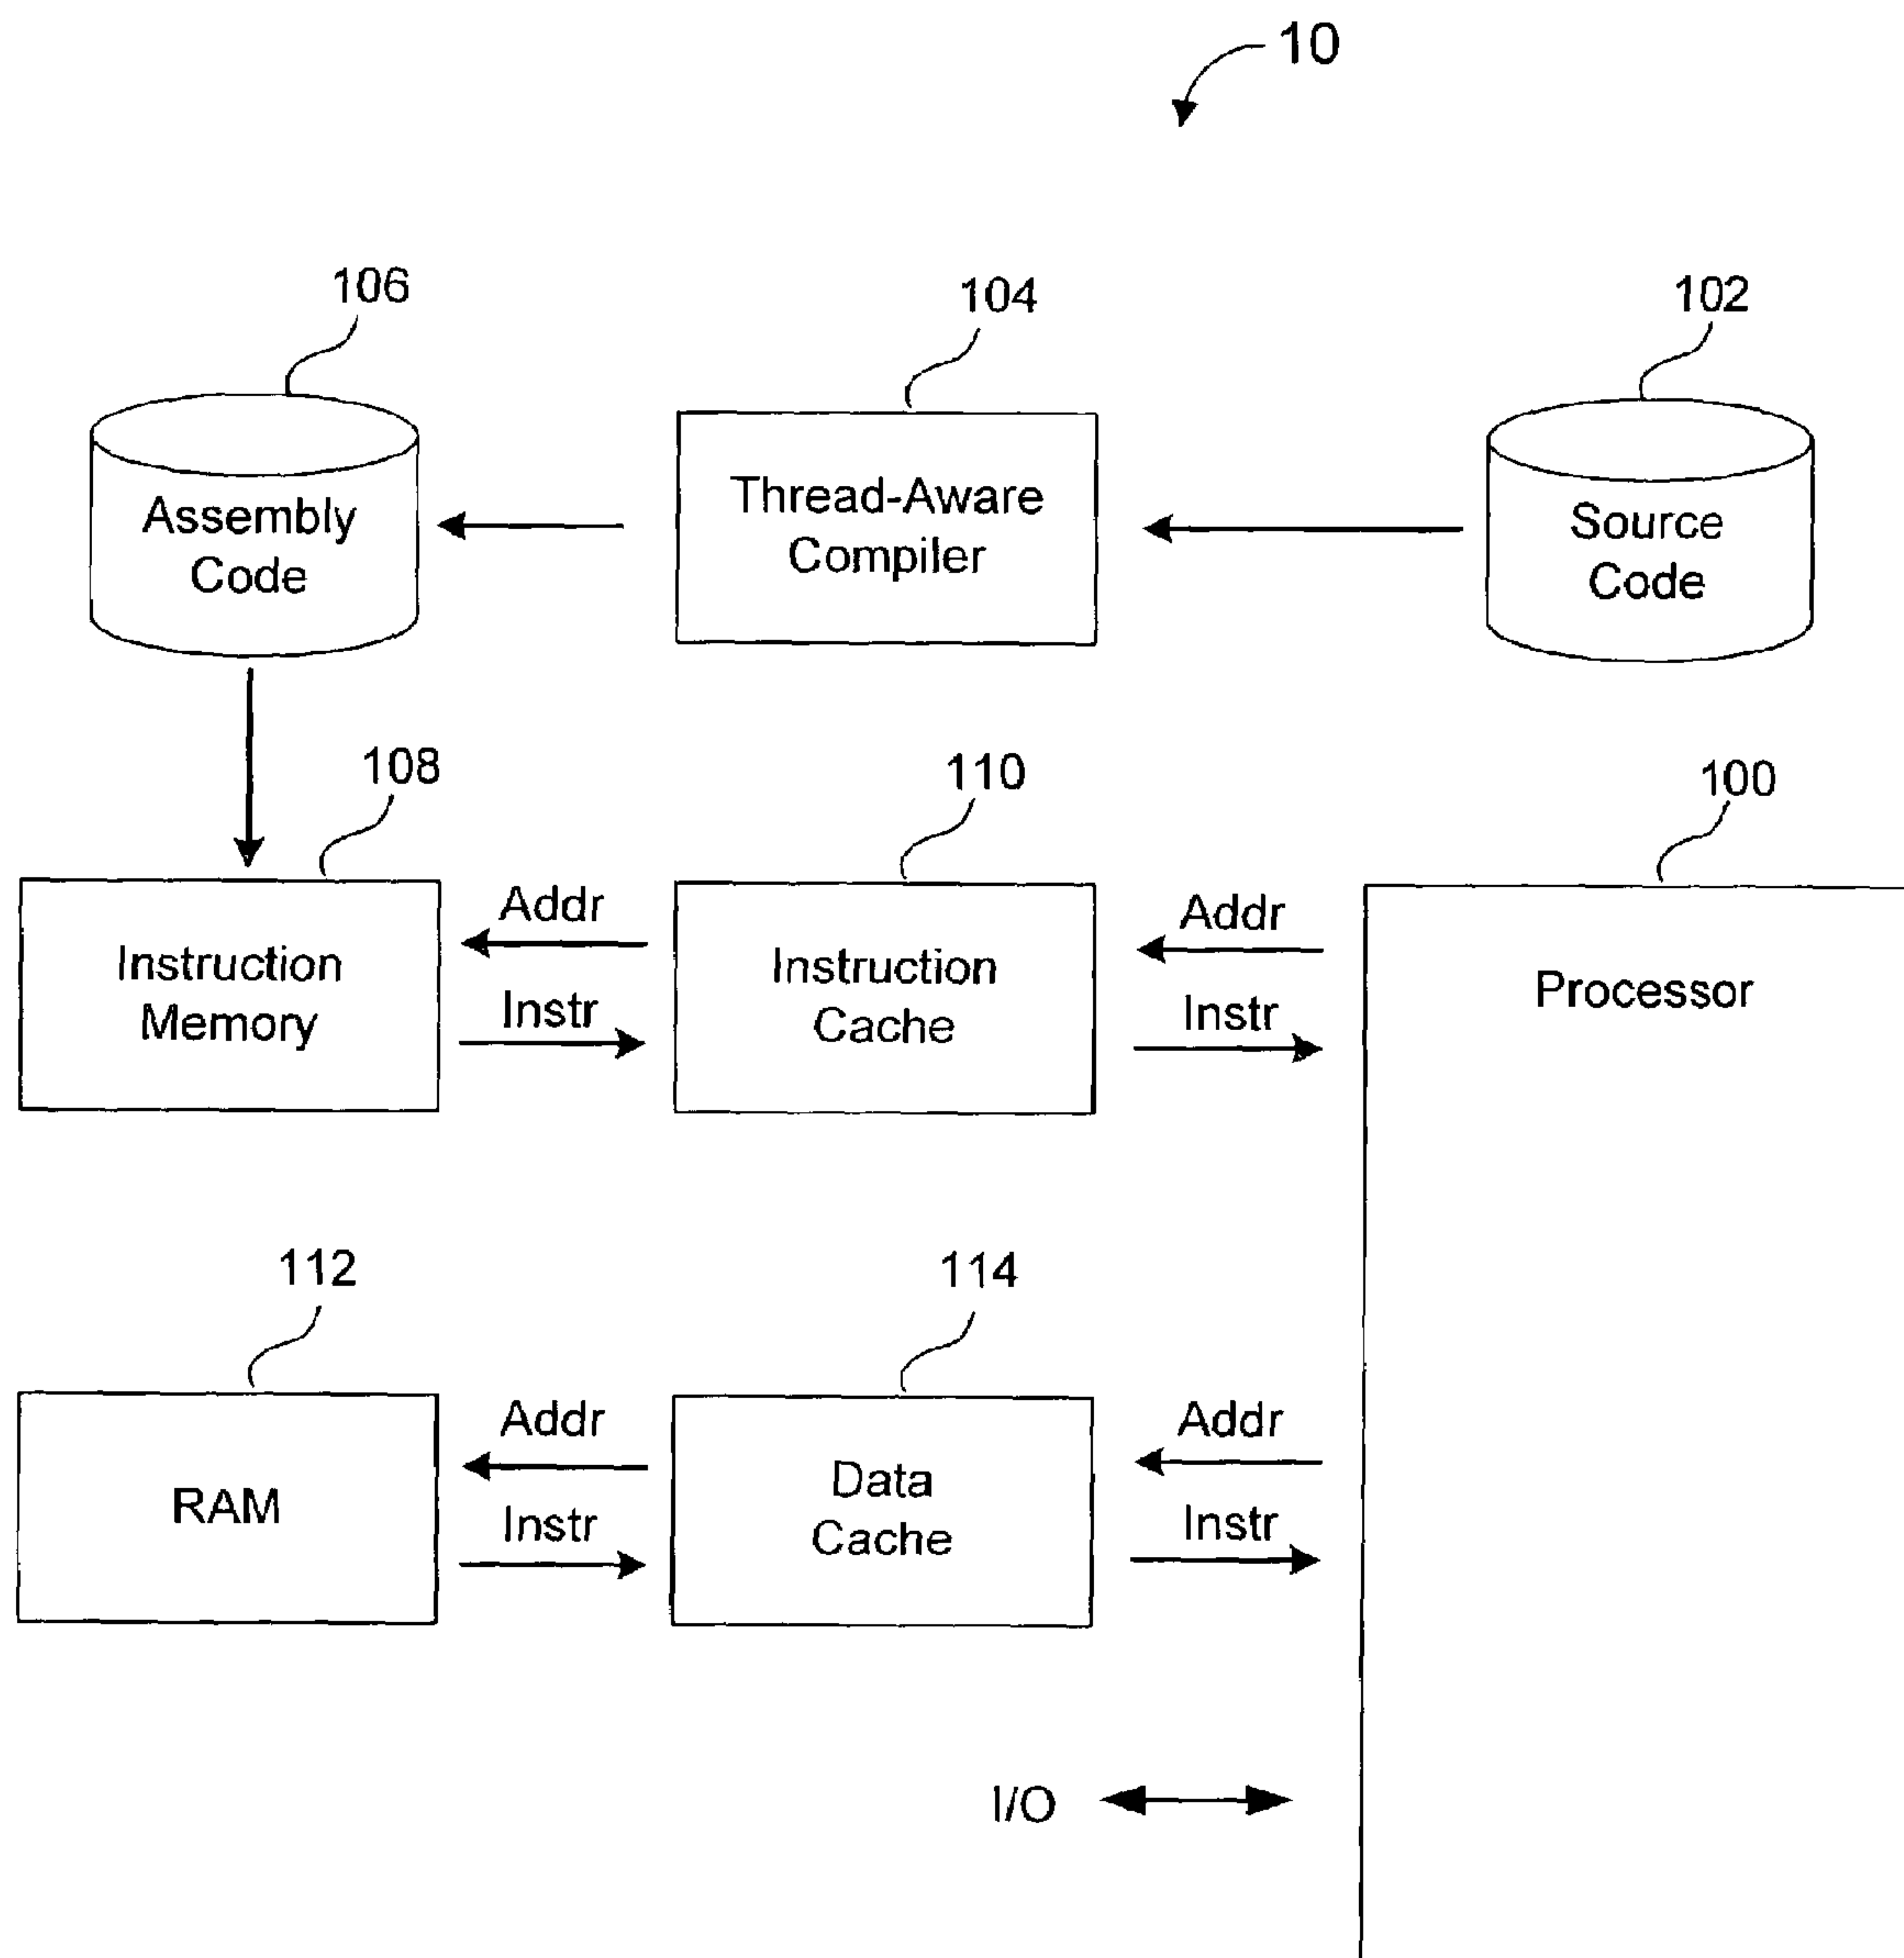 10
106
104
102
Assembly
Code
Thread-Aware
Compiler
Source
Code
108
110
100
Instruction
Memory
Addr
Instr
Instruction
Cache
Addr
Instr
Processor
112
114
RAM
Addr
Instr
Data
Cache
Addr
Instr
I/O